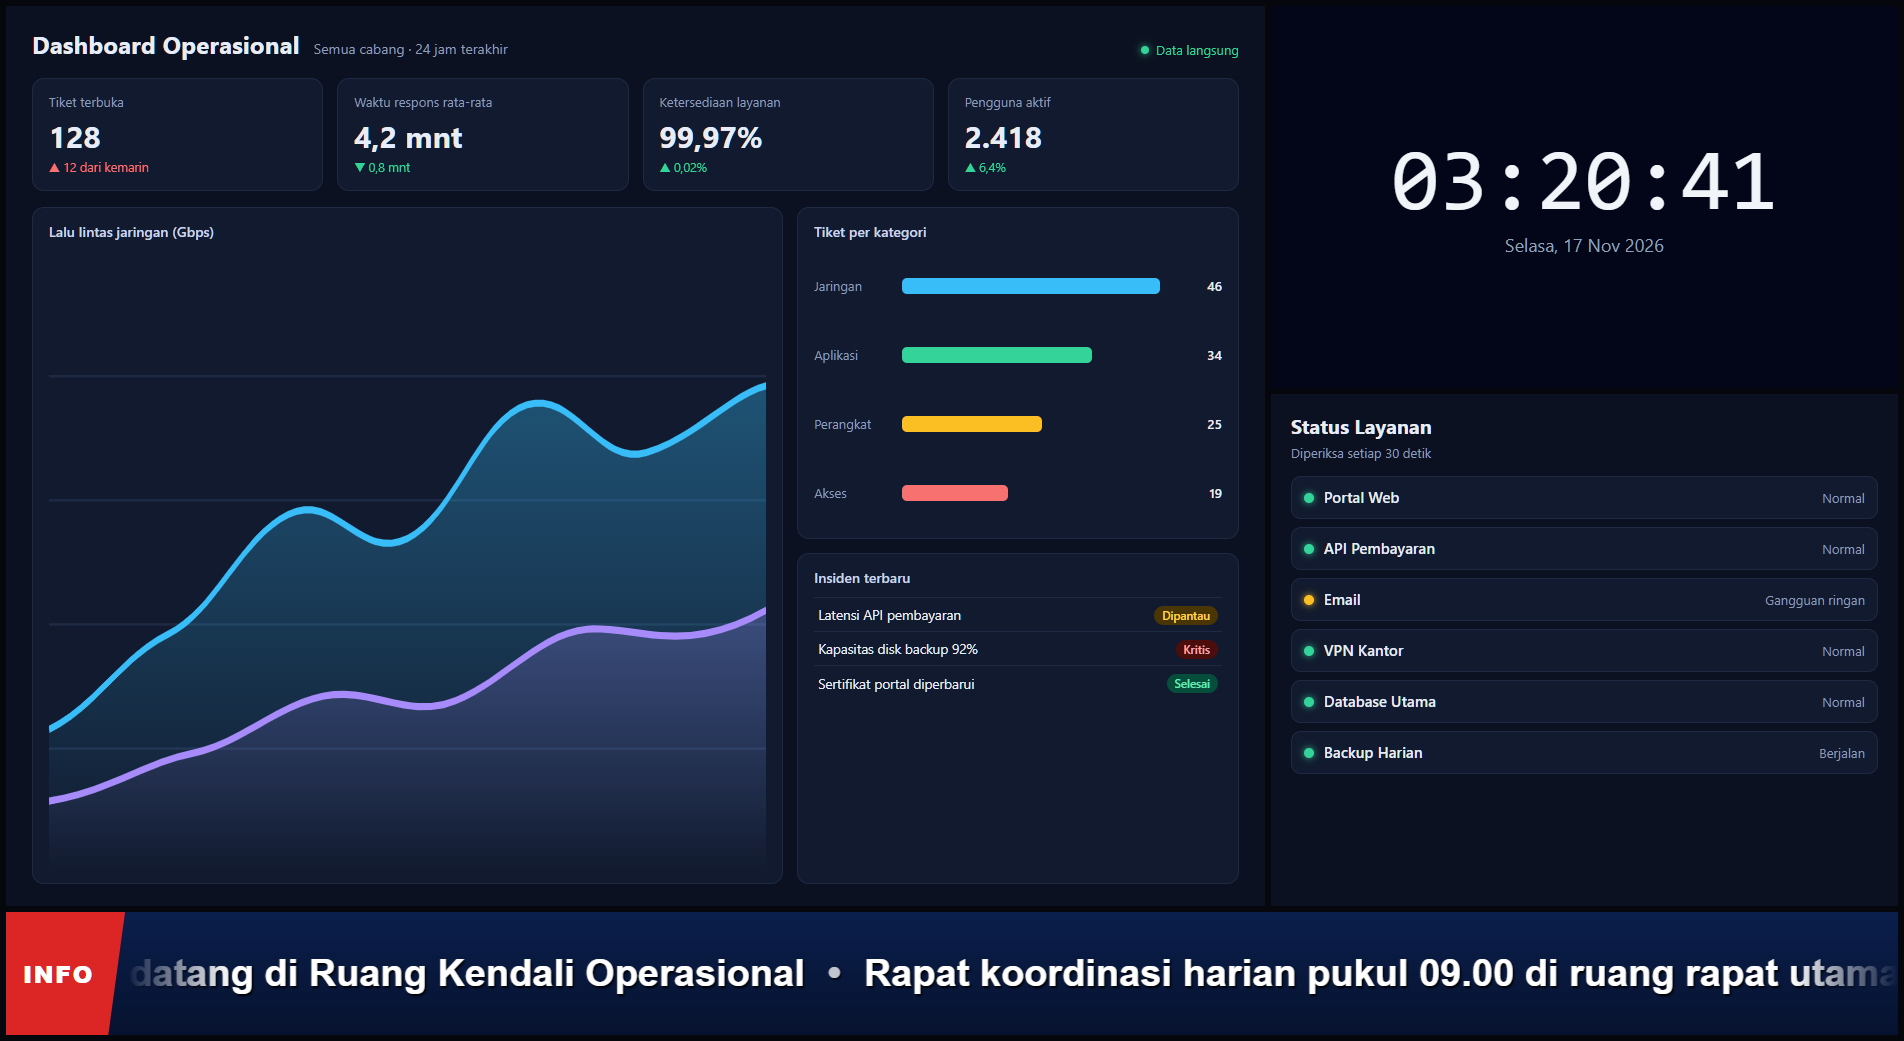 Dashboard Operasional Semua cabang · 24 jam terakhir
Data langsung
Tiket terbuka
128
▲ 12 dari kemarin
Waktu respons rata-rata
4,2 mnt
▼ 0,8 mnt
Ketersediaan layanan
99,97%
▲ 0,02%
Pengguna aktif
2.418
▲ 6,4%
Lalu lintas jaringan (Gbps)
Tiket per kategori
Jaringan 46
Aplikasi 34
Perangkat 25
Akses 19
Insiden terbaru
Latensi API pembayaran Dipantau
Kapasitas disk backup 92% Kritis
Sertifikat portal diperbarui Selesai
03:20:41
Selasa, 17 Nov 2026
Status Layanan
Diperiksa setiap 30 detik
Portal Web Normal
API Pembayaran Normal
Email Gangguan ringan
VPN Kantor Normal
Database Utama Normal
Backup Harian Berjalan
INFO datang di Ruang Kendali Operasional • Rapat koordinasi harian pukul 09.00 di ruang rapat utama